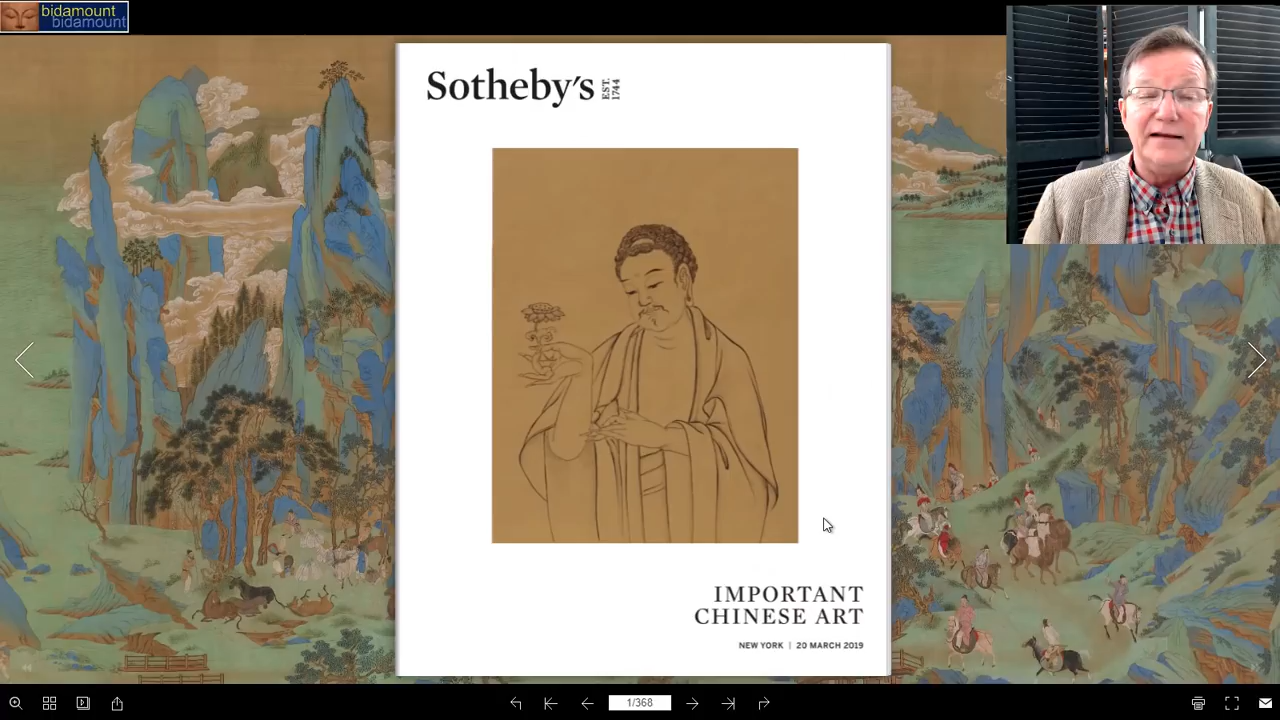 bidamount
bidamount
Sotheby's EST. 1744
IMPORTANT
CHINESE ART
NEW YORK | 20 MARCH 2019
1/368